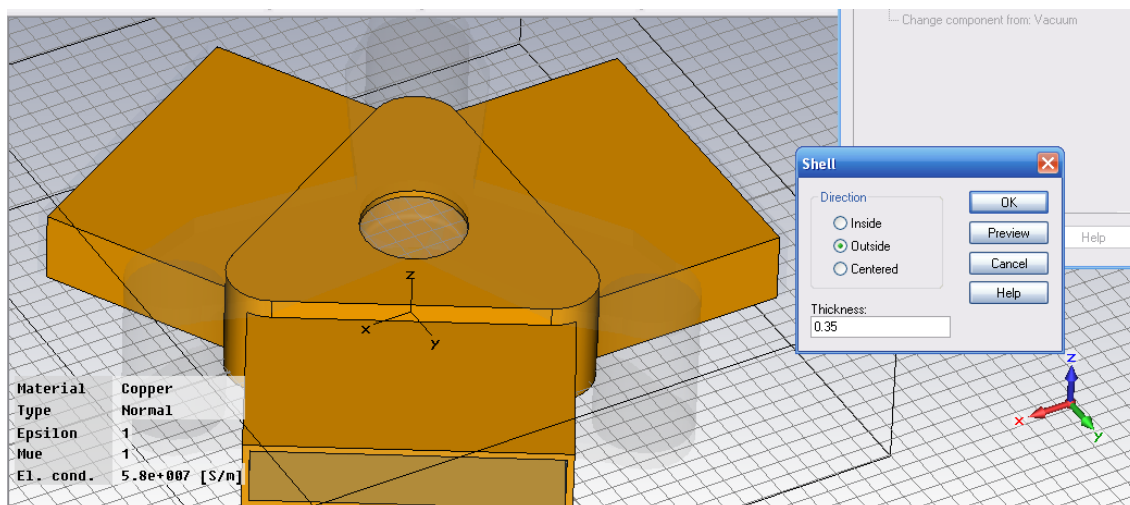 Change component from: Vacuum
Shell
Direction
Inside
Outside
Centered
OK
Preview
Cancel
Help
Thickness:
0.35
Help
z
x
y
Material Copper
Type Normal
Epsilon 1
Mue 1
El. cond. 5.8e+007 [S/m]
z
x
y